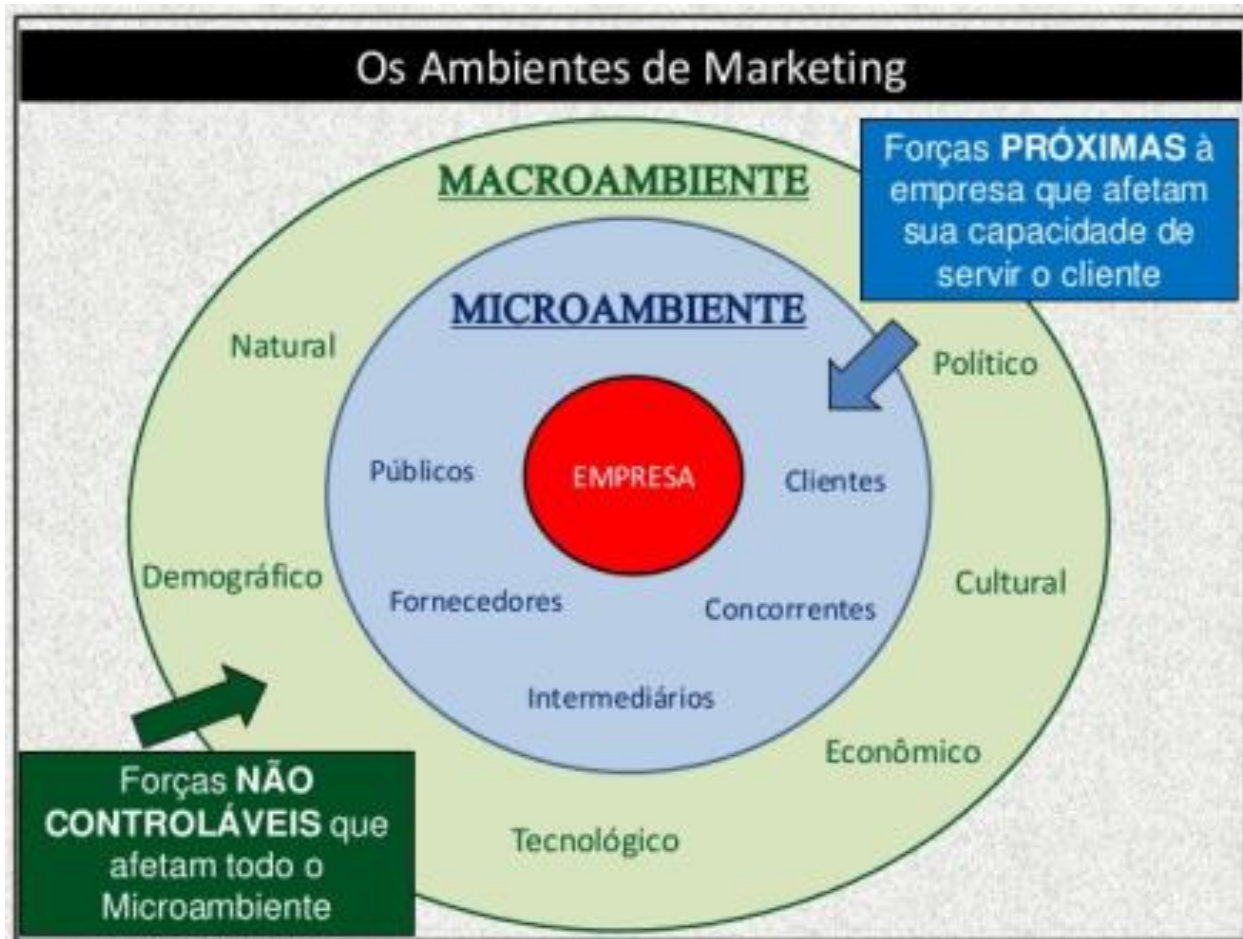 Os Ambientes de Marketing
MACROAMBIENTE
Forças PRÓXIMAS à
empresa que afetam
sua capacidade de
servir o cliente
MICROAMBIENTE
Natural
Político
Públicos
EMPRESA
Clientes
Demográfico
Cultural
Fornecedores
Concorrentes
Intermediários
Econômico
Tecnológico
Forças NÃO
CONTROLÁVEIS que
afetam todo o
Microambiente